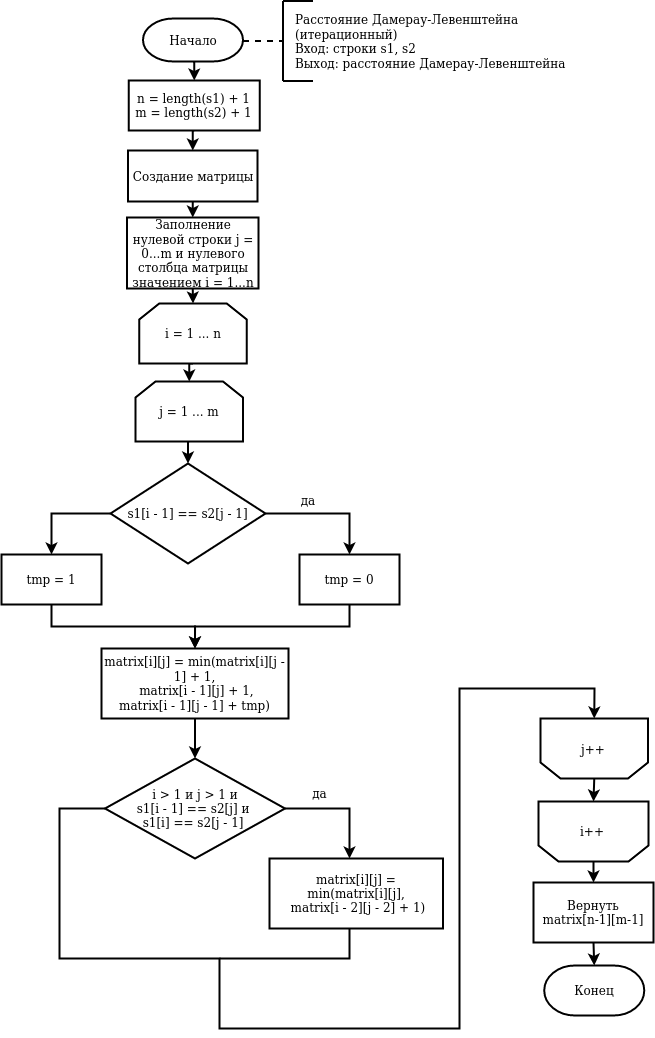 Начало
Расстояние Дамерау-Левенштейна
(итерационный)
Вход: строки s1, s2
Выход: расстояние Дамерау-Левенштейна
n = length(s1) + 1
m = length(s2) + 1
Создание матрицы
Заполнение
нулевой строки j =
0...m и нулевого
столбца матрицы
значением i = 1...n
i = 1 ... n
j = 1 ... m
s1[i - 1] == s2[j - 1]
да
tmp = 1
tmp = 0
matrix[i][j] = min(matrix[i][j -
1] + 1,
matrix[i - 1][j] + 1,
matrix[i - 1][j - 1] + tmp)
i > 1 и j > 1 и
s1[i - 1] == s2[j] и
s1[i] == s2[j - 1]
да
matrix[i][j] =
min(matrix[i][j],
matrix[i - 2][j - 2] + 1)
j++
i++
Вернуть
matrix[n-1][m-1]
Конец